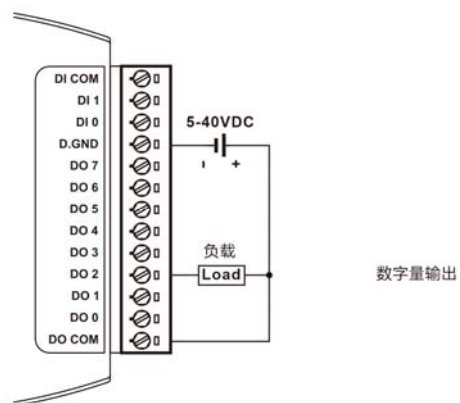 DI COM
DI 1
DI 0
D.GND
DO 7
DO 6
DO 5
DO 4
DO 3
DO 2
DO 1
DO 0
DO COM
5-40VDC
- +
负载
Load
数字量输出